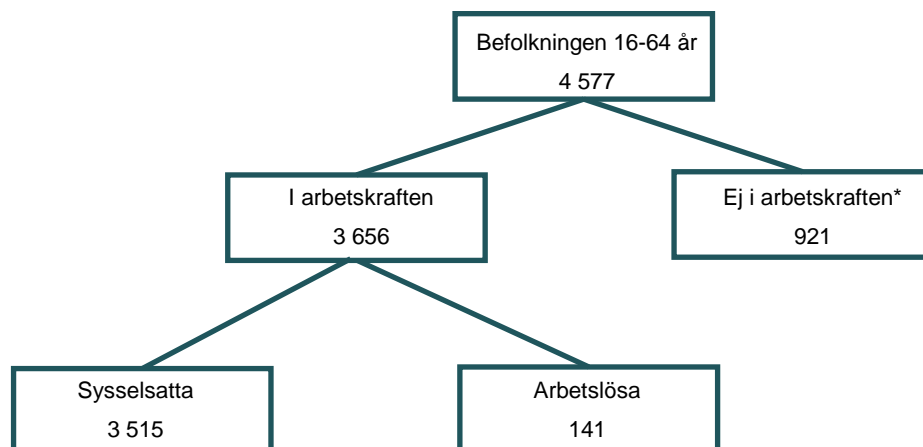 Befolkningen 16-64 år
4 577
I arbetskraften
3 656
Ej i arbetskraften*
921
Sysselsatta
3 515
Arbetslösa
141